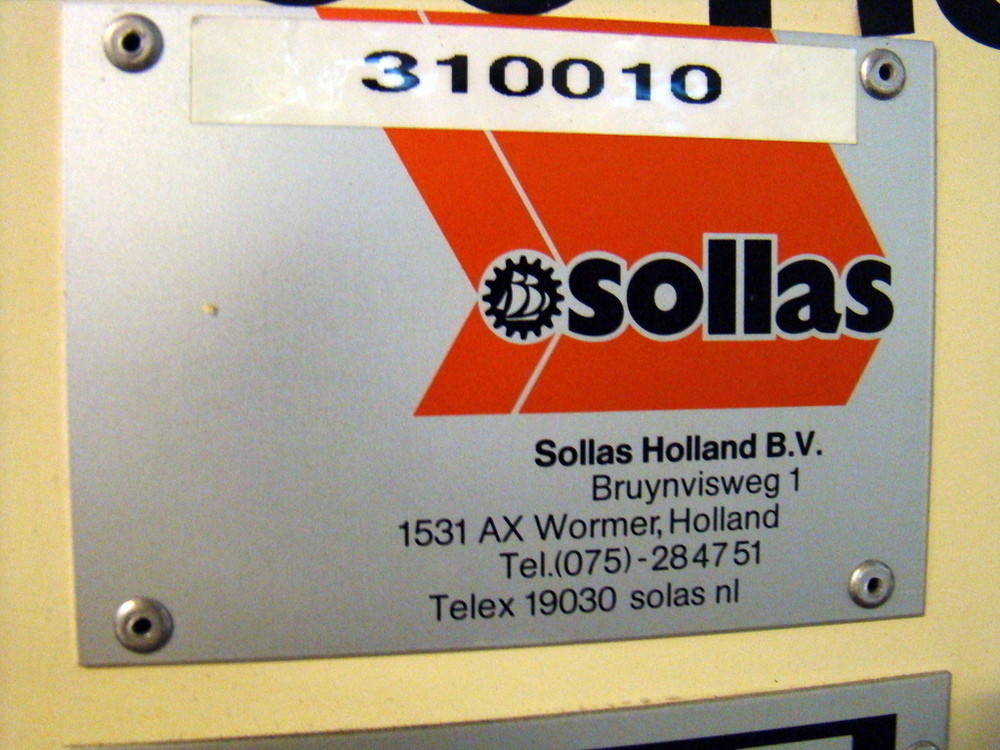 310010
sollas
Sollas Holland B.V.
Bruynvisweg 1
1531 AX Wormer, Holland
Tel.(075)-284751
Telex 19030 solas nl